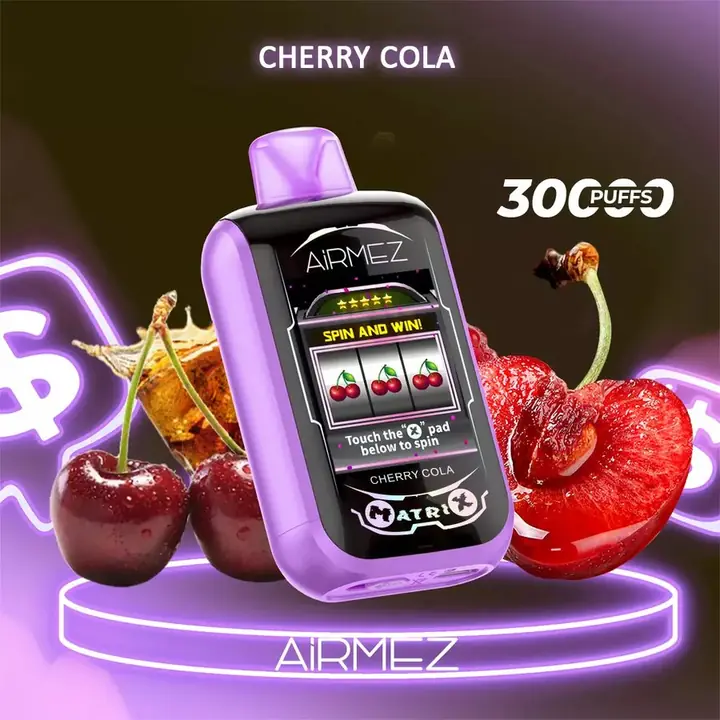 CHERRY COLA
30000
PUFFS
AiRMEZ
SPIN AND WIN!
Touch the "X" pad
below to spin
CHERRY COLA
MATRiX
$
AiRMEZ